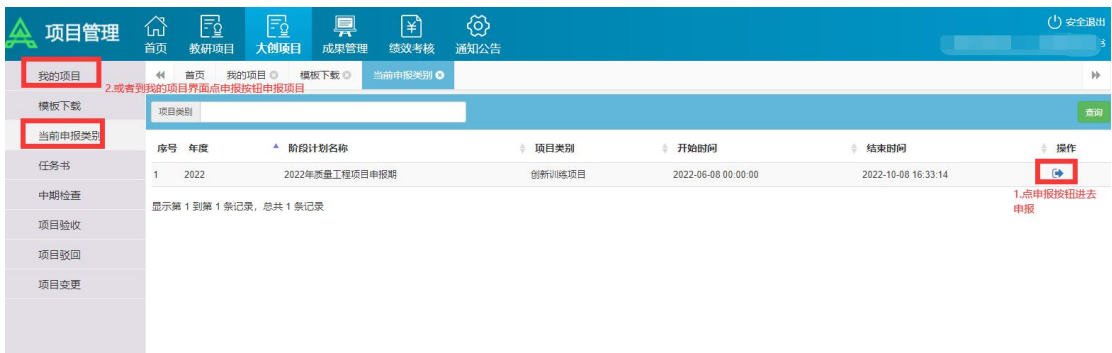 项目管理
首页 教研项目 大创项目 成果管理 绩效考核 通知公告
安全退出
3
我的项目
模板下载
当前申报类别
任务书
中期检查
项目验收
项目驳回
项目变更
首页 我的项目 模板下载 当前申报类别
2.或者到我的项目界面点申报按钮申报项目
项目类别 查询
序号 年度 阶段计划名称 项目类别 开始时间 结束时间 操作
1 2022 2022年质量工程项目申报期 创新训练项目 2022-06-08 00:00:00 2022-10-08 16:33:14
1.点申报按钮进去
申报
显示第 1 到第 1 条记录，总共 1 条记录